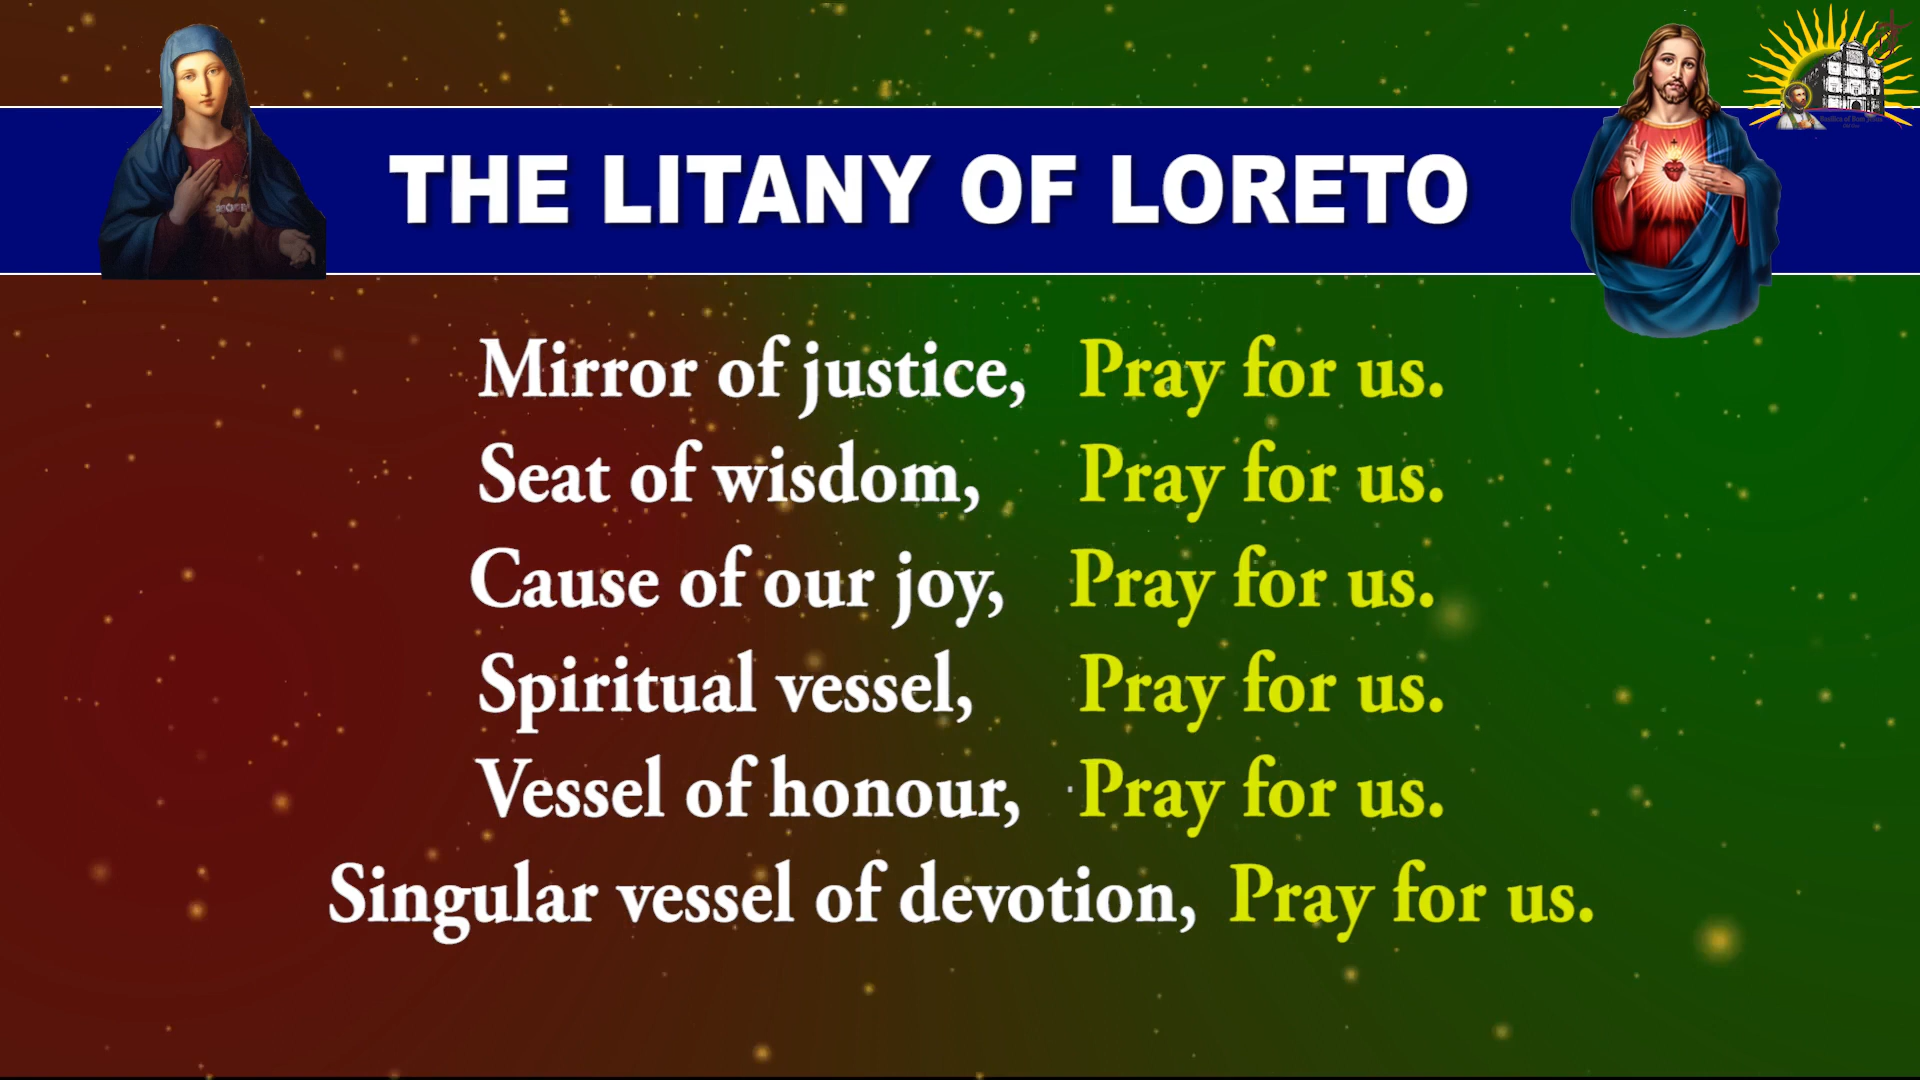 THE LITANY OF LORETO
Mirror of justice, Pray for us.
Seat of wisdom, Pray for us.
Cause of our joy, Pray for us.
Spiritual vessel, Pray for us.
Vessel of honour, Pray for us.
Singular vessel of devotion, Pray for us.